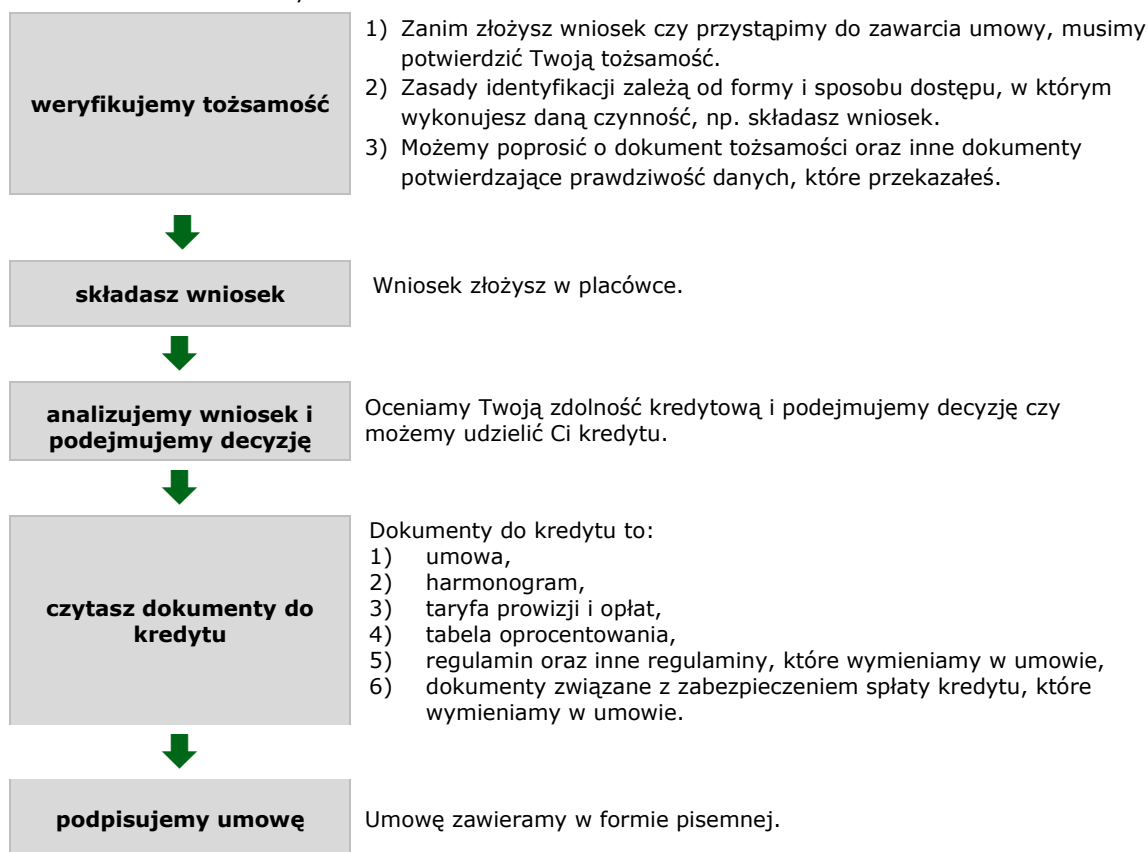 weryfikujemy tożsamość
1) Zanim złożysz wniosek czy przystąpimy do zawarcia umowy, musimy
potwierdzić Twoją tożsamość.
2) Zasady identyfikacji zależą od formy i sposobu dostępu, w którym
wykonujesz daną czynność, np. składasz wniosek.
3) Możemy poprosić o dokument tożsamości oraz inne dokumenty
potwierdzające prawdziwość danych, które przekazałeś.
składasz wniosek
Wniosek złożysz w placówce.
analizujemy wniosek i
podejmujemy decyzję
Oceniamy Twoją zdolność kredytową i podejmujemy decyzję czy
możemy udzielić Ci kredytu.
czytasz dokumenty do
kredytu
Dokumenty do kredytu to:
1) umowa,
2) harmonogram,
3) taryfa prowizji i opłat,
4) tabela oprocentowania,
5) regulamin oraz inne regulaminy, które wymieniamy w umowie,
6) dokumenty związane z zabezpieczeniem spłaty kredytu, które
wymieniamy w umowie.
podpisujemy umowę
Umowę zawieramy w formie pisemnej.